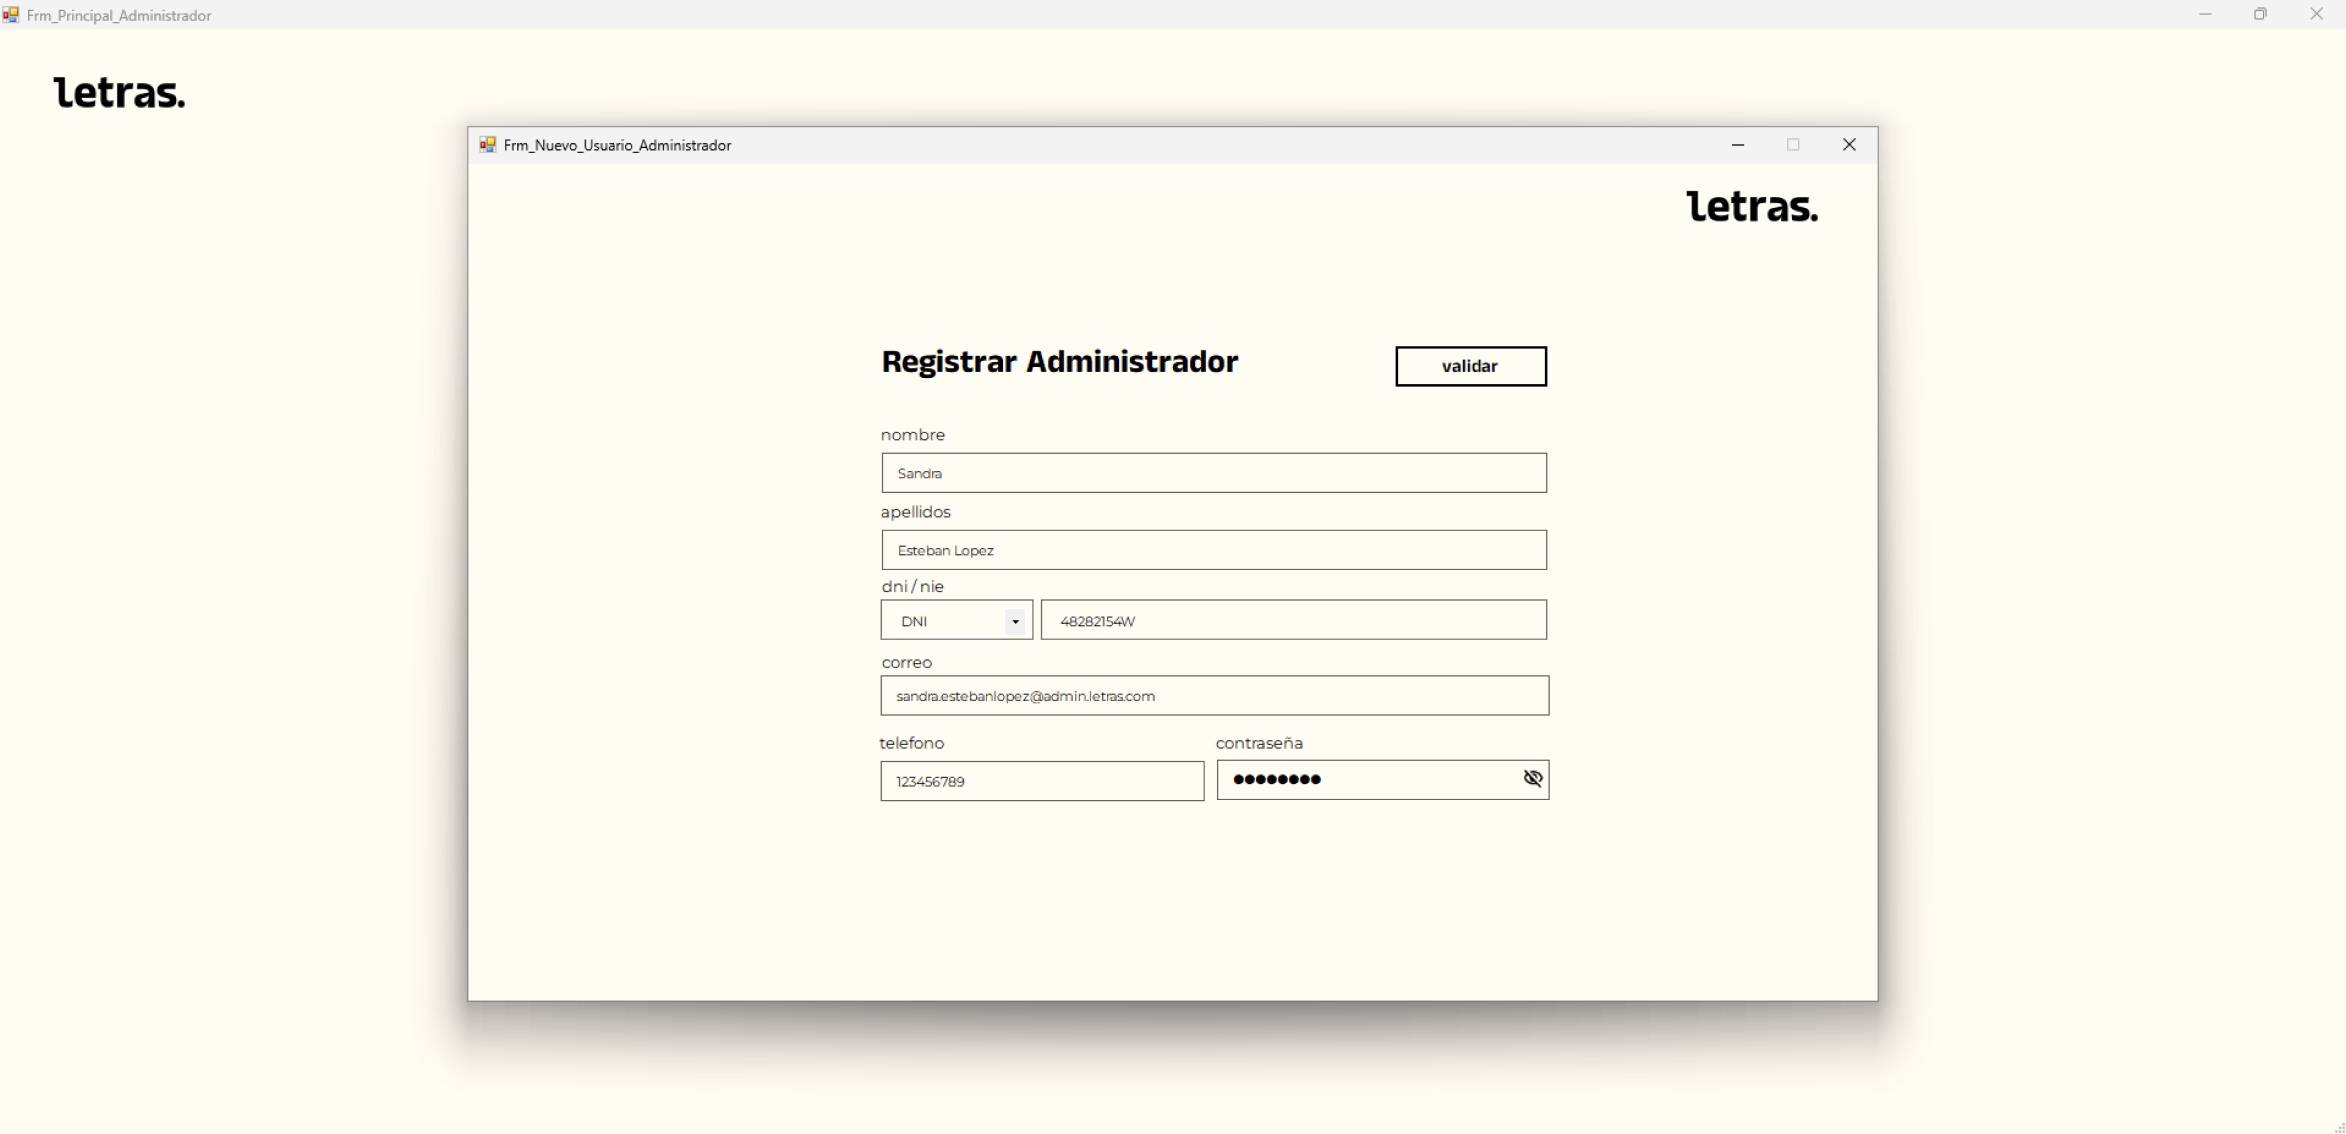 Frm_Principal_Administrador
letras.
Frm_Nuevo_Usuario_Administrador
letras.
Registrar Administrador
validar
nombre
Sandra
apellidos
Esteban Lopez
dni / nie
DNI
48282154W
correo
sandra.estebanlopez@admin.letras.com
telefono
contraseña
123456789
●●●●●●●●